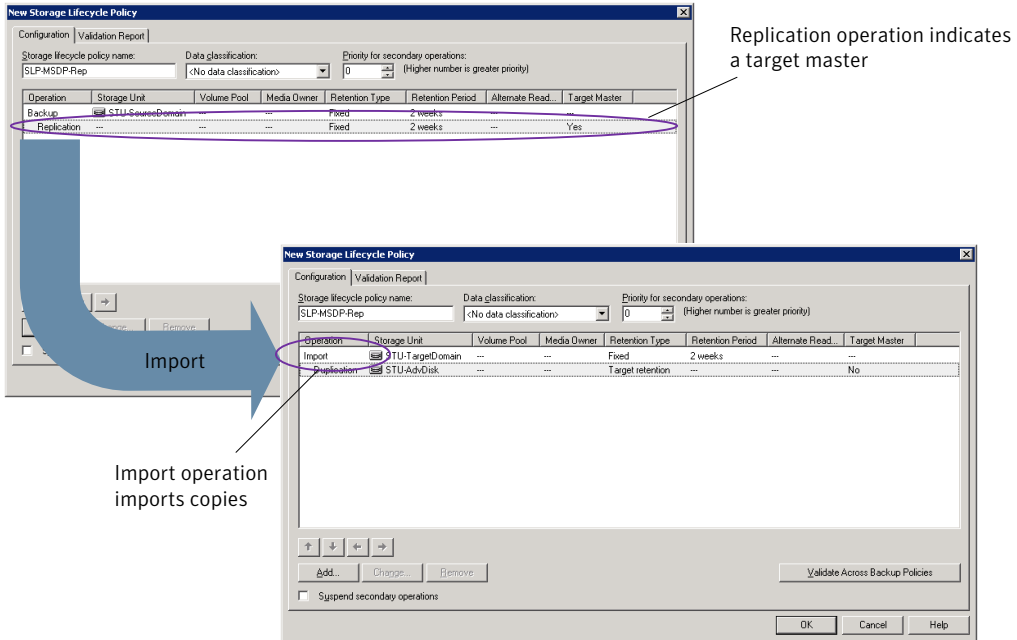 New Storage Lifecycle Policy
Configuration
Validation Report
Storage lifecycle policy name:
Data classification:
Priority for secondary operations:
SLP-MSDP-Rep
<No data classification>
0
(Higher number is greater priority)
Operation Storage Unit Volume Pool Media Owner Retention Type Retention Period Alternate Read... Target Master
Backup STU-SourceDomain --- --- Fixed 2 weeks --- ---
Replication --- --- --- Fixed 2 weeks --- Yes
Remove
Replication operation indicates
a target master
Import
New Storage Lifecycle Policy
Configuration
Validation Report
Storage lifecycle policy name:
Data classification:
Priority for secondary operations:
SLP-MSDP-Rep
<No data classification>
0
(Higher number is greater priority)
Operation Storage Unit Volume Pool Media Owner Retention Type Retention Period Alternate Read... Target Master
Import STU-TargetDomain --- --- Fixed 2 weeks --- ---
Duplication STU-AdvDisk --- --- Target retention --- --- No
Import operation
imports copies
Add...
Change...
Remove
Validate Across Backup Policies
Suspend secondary operations
OK
Cancel
Help